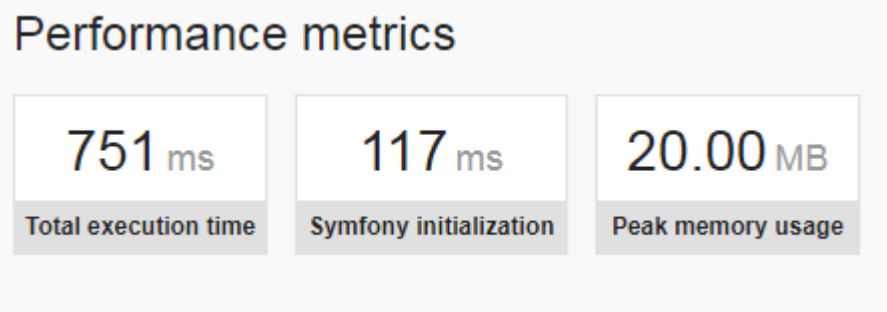 Performance metrics
751 ms
117 ms
20.00 MB
Total execution time
Symfony initialization
Peak memory usage